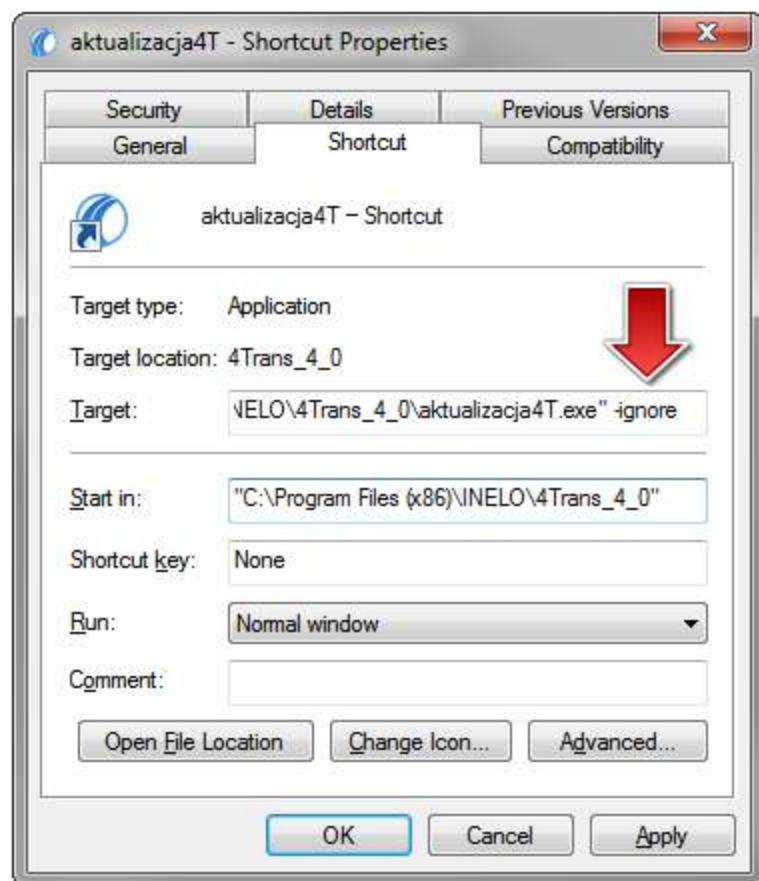 aktualizacja4T - Shortcut Properties
Security Details Previous Versions
General Shortcut Compatibility
aktualizacja4T – Shortcut
Target type: Application
Target location: 4Trans_4_0
Target: NELO\4Trans_4_0\aktualizacja4T.exe" -ignore
Start in: "C:\Program Files (x86)\INELO\4Trans_4_0"
Shortcut key: None
Run: Normal window
Comment:
Open File Location Change Icon... Advanced...
OK Cancel Apply